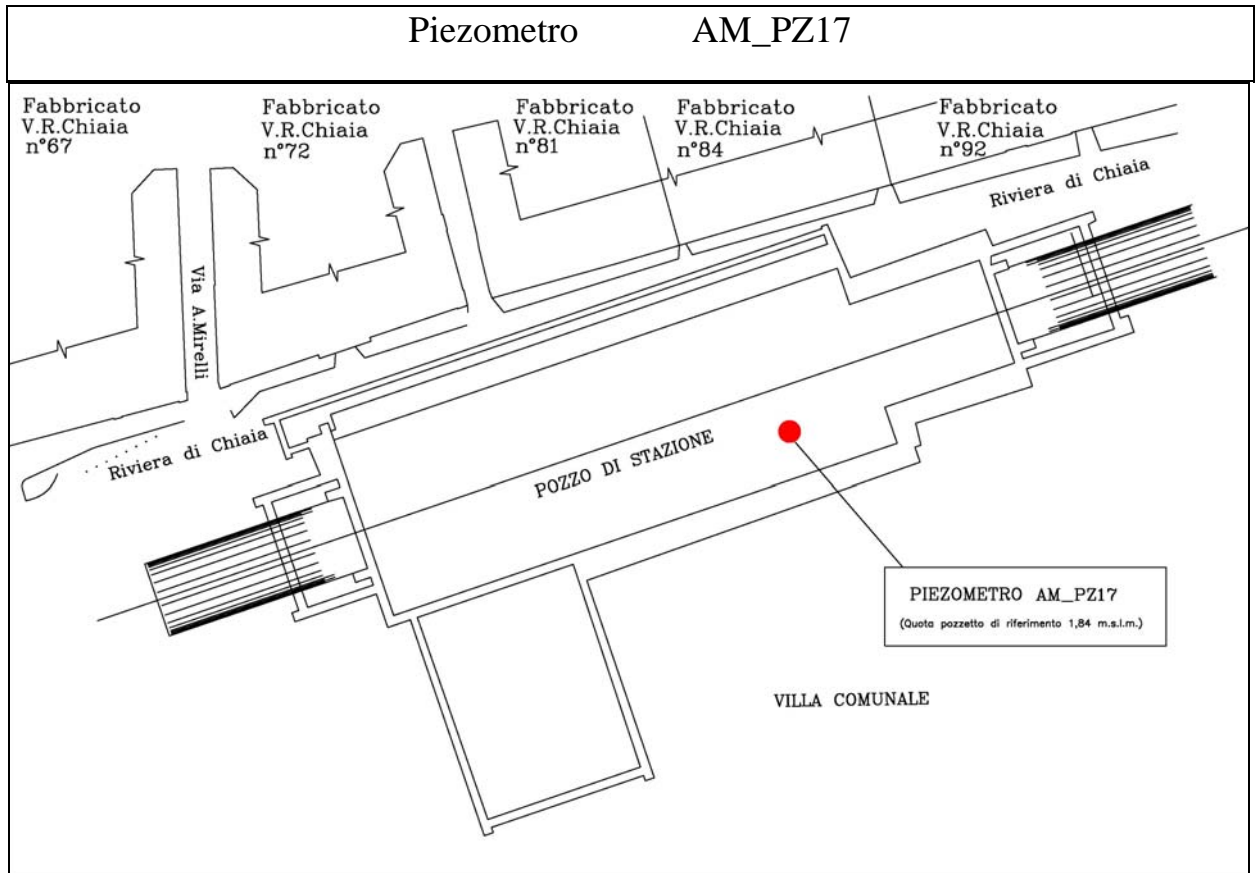 Piezometro AM_PZ17
Fabbricato
V.R.Chiaia
n°67
Fabbricato
V.R.Chiaia
n°72
Fabbricato
V.R.Chiaia
n°81
Fabbricato
V.R.Chiaia
n°84
Fabbricato
V.R.Chiaia
n°92
Riviera di Chiaia
Via A.Mirelli
Riviera di Chiaia
POZZO DI STAZIONE
PIEZOMETRO AM_PZ17
(Quota pozzetto di riferimento 1,84 m.s.l.m.)
VILLA COMUNALE